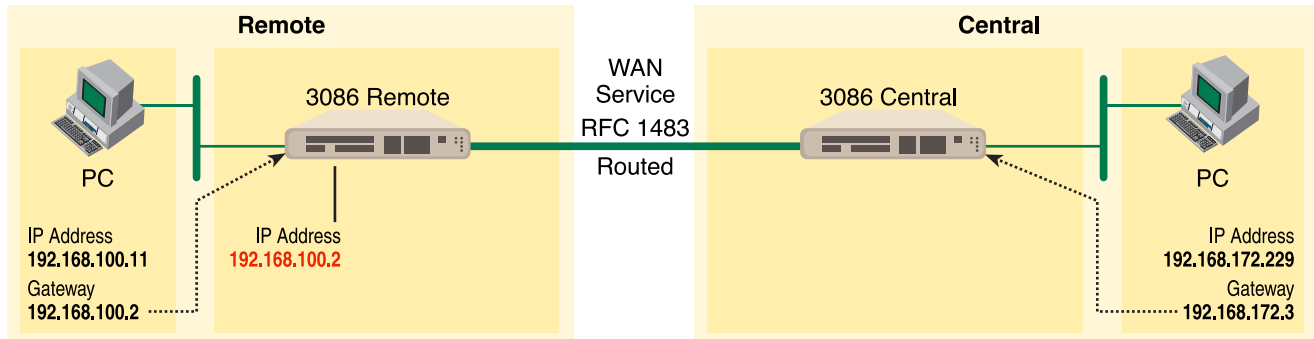 Remote
PC
IP Address
192.168.100.11
Gateway
192.168.100.2
3086 Remote
IP Address
192.168.100.2
WAN
Service
RFC 1483
Routed
Central
3086 Central
PC
IP Address
192.168.172.229
Gateway
192.168.172.3